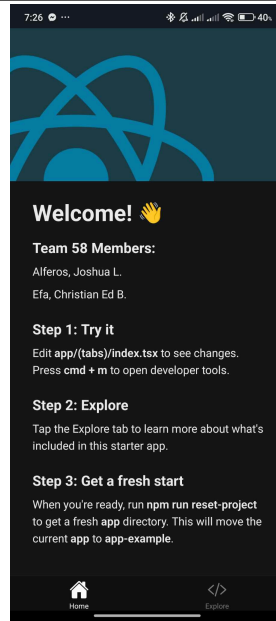 7:26 ... 40%
Welcome! 👋
Team 58 Members:
Alferos, Joshua L.
Efa, Christian Ed B.
Step 1: Try it
Edit app/(tabs)/index.tsx to see changes.
Press cmd + m to open developer tools.
Step 2: Explore
Tap the Explore tab to learn more about what's
included in this starter app.
Step 3: Get a fresh start
When you're ready, run npm run reset-project
to get a fresh app directory. This will move the
current app to app-example.
Home </>
Explore